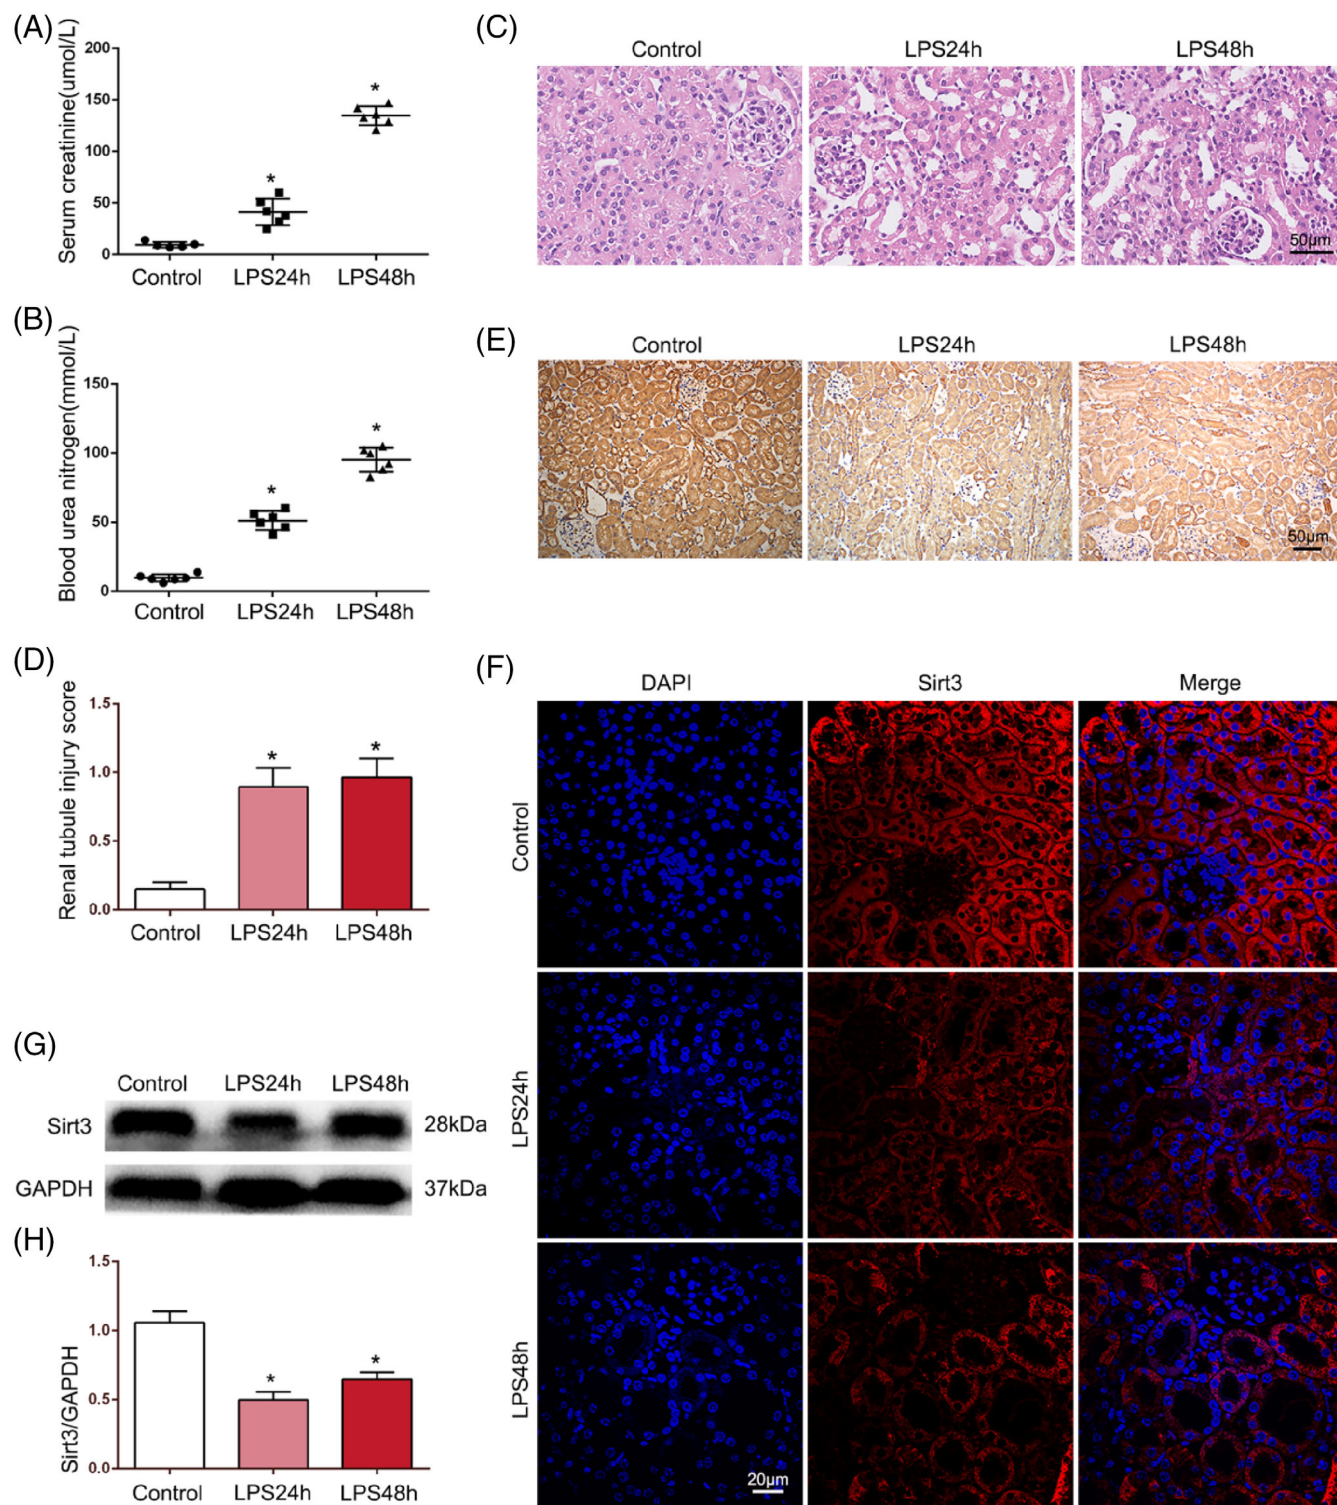 (A)
Serum creatinine(umol/L)
200
150
100
50
0
*
*
Control
LPS24h
LPS48h
(B)
Blood urea nitrogen(mmol/L)
150
100
50
0
*
*
Control
LPS24h
LPS48h
(C)
Control
LPS24h
LPS48h
50μm
(E)
Control
LPS24h
LPS48h
50μm
(D)
Renal tubule injury score
1.5
1.0
0.5
0.0
*
*
Control
LPS24h
LPS48h
(F)
DAPI
Sirt3
Merge
Control
LPS24h
LPS48h
20μm
(G)
Control
LPS24h
LPS48h
Sirt3
28kDa
GAPDH
37kDa
(H)
Sirt3/GAPDH
1.5
1.0
0.5
0.0
*
*
Control
LPS24h
LPS48h